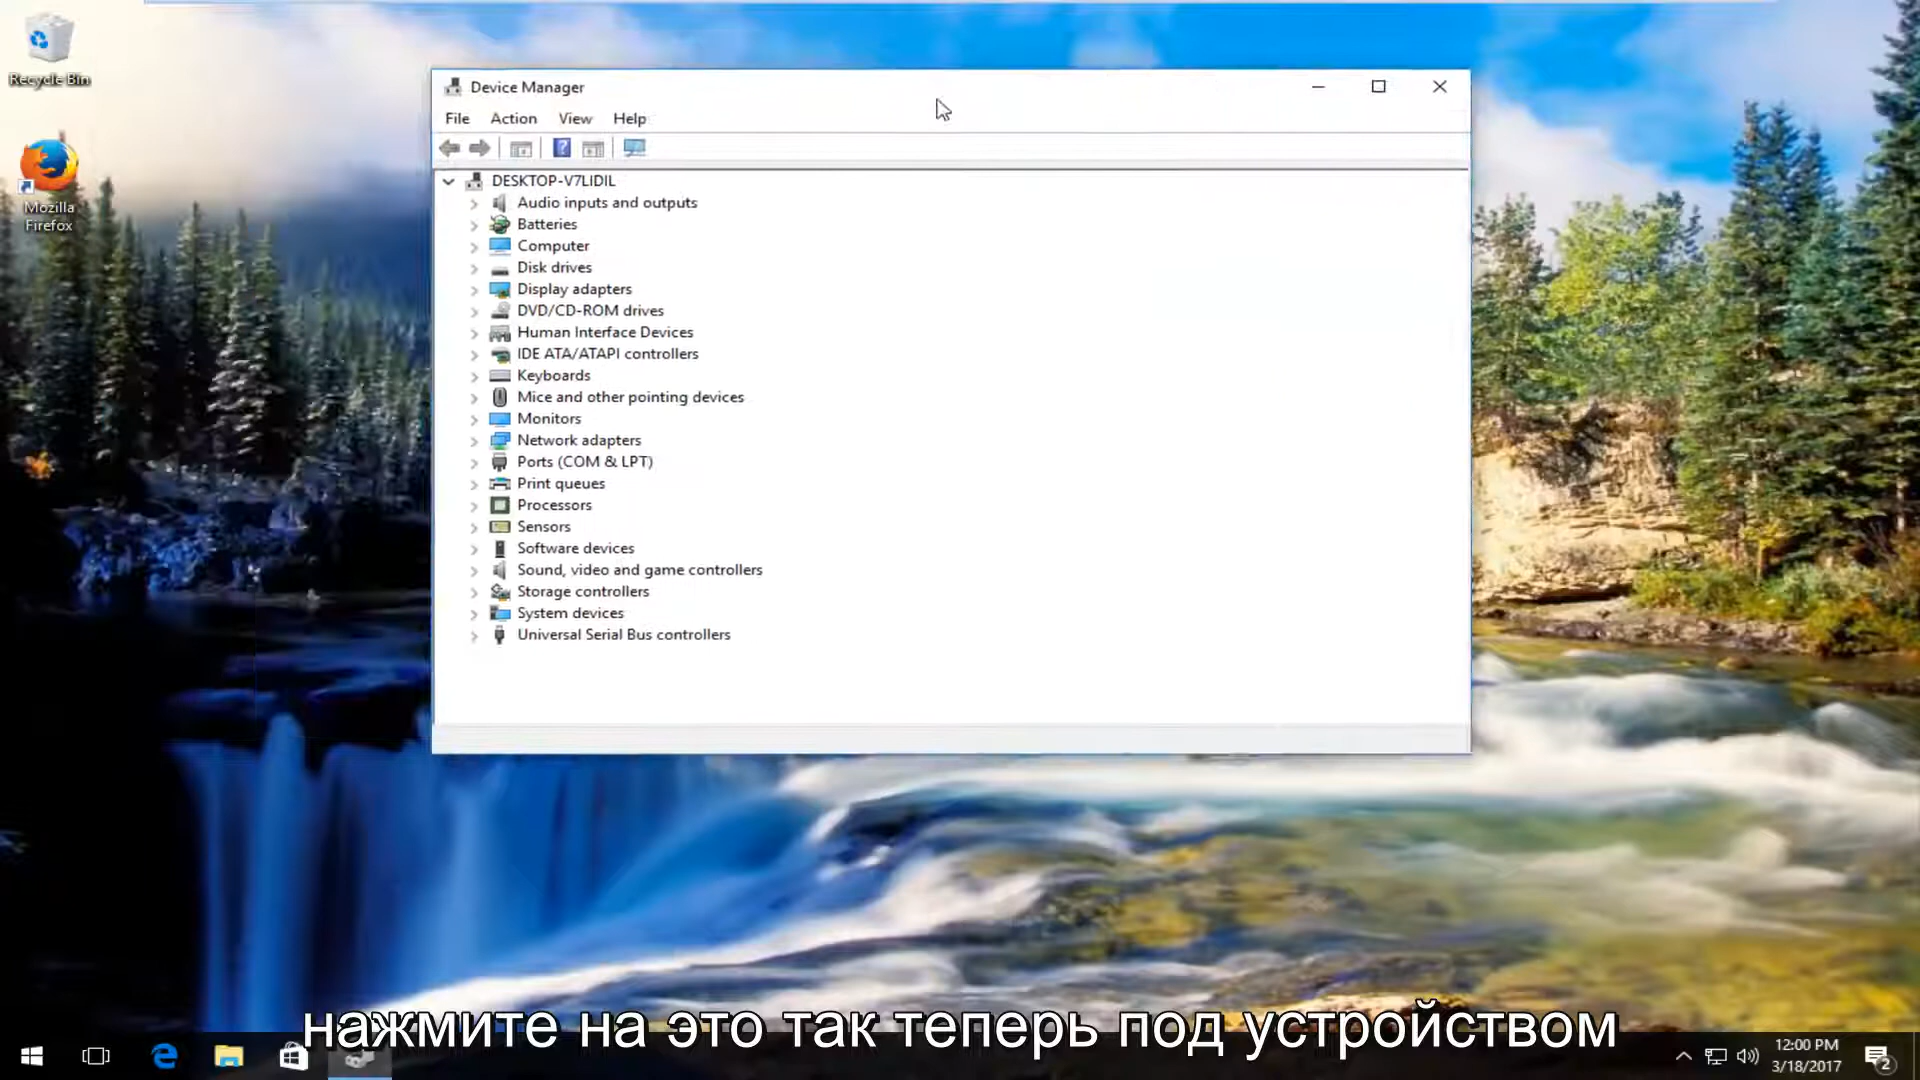 Recycle Bin
Mozilla
Firefox
Device Manager
File Action View Help
DESKTOP-V7LIDIL
Audio inputs and outputs
Batteries
Computer
Disk drives
Display adapters
DVD/CD-ROM drives
Human Interface Devices
IDE ATA/ATAPI controllers
Keyboards
Mice and other pointing devices
Monitors
Network adapters
Ports (COM & LPT)
Print queues
Processors
Sensors
Software devices
Sound, video and game controllers
Storage controllers
System devices
Universal Serial Bus controllers
нажмите на это так теперь под устройством
12:00 PM
3/18/2017
2